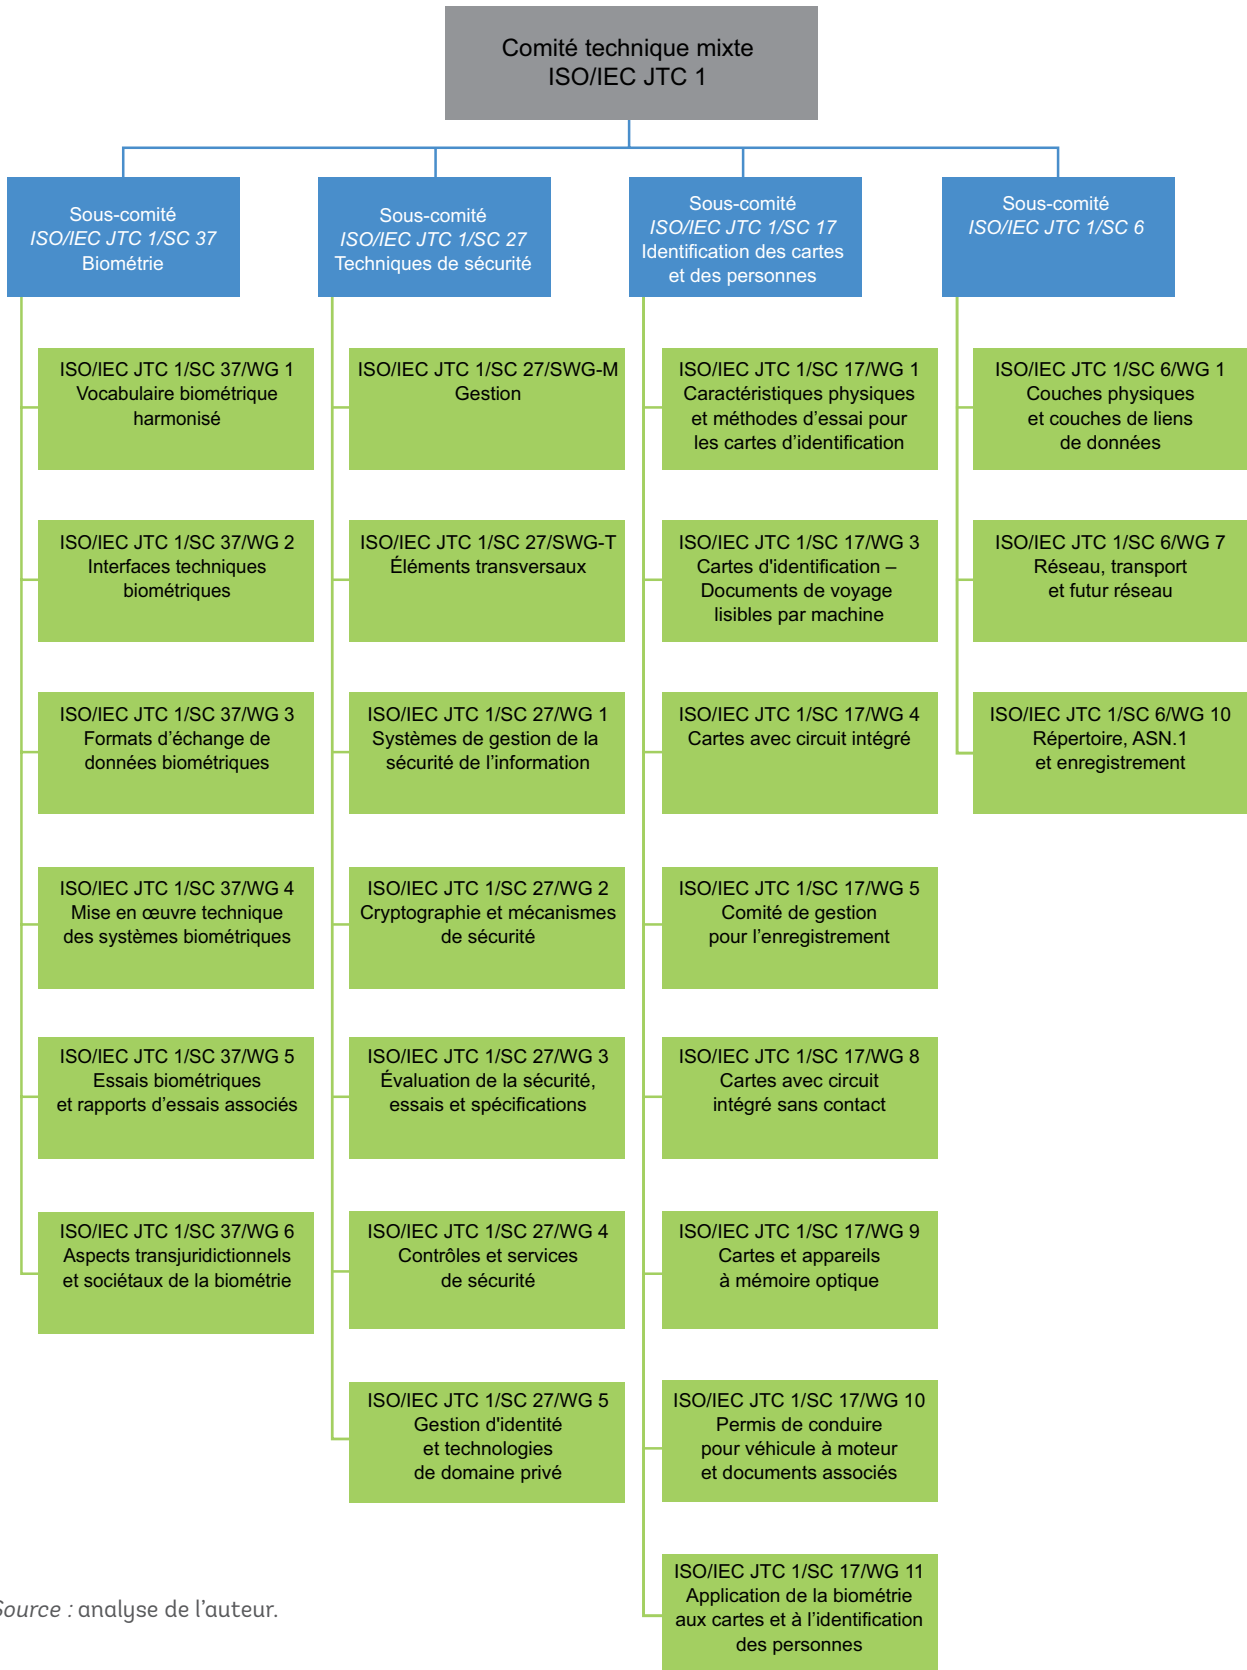 Comité technique mixte
ISO/IEC JTC 1
Sous-comité
ISO/IEC JTC 1/SC 37
Biométrie
Sous-comité
ISO/IEC JTC 1/SC 27
Techniques de sécurité
Sous-comité
ISO/IEC JTC 1/SC 17
Identification des cartes
et des personnes
Sous-comité
ISO/IEC JTC 1/SC 6
ISO/IEC JTC 1/SC 37/WG 1
Vocabulaire biométrique
harmonisé
ISO/IEC JTC 1/SC 37/WG 2
Interfaces techniques
biométriques
ISO/IEC JTC 1/SC 37/WG 3
Formats d’échange de
données biométriques
ISO/IEC JTC 1/SC 37/WG 4
Mise en œuvre technique
des systèmes biométriques
ISO/IEC JTC 1/SC 37/WG 5
Essais biométriques
et rapports d’essais associés
ISO/IEC JTC 1/SC 37/WG 6
Aspects transjuridictionnels
et sociétaux de la biométrie
ISO/IEC JTC 1/SC 27/SWG-M
Gestion
ISO/IEC JTC 1/SC 27/SWG-T
Éléments transversaux
ISO/IEC JTC 1/SC 27/WG 1
Systèmes de gestion de la
sécurité de l’information
ISO/IEC JTC 1/SC 27/WG 2
Cryptographie et mécanismes
de sécurité
ISO/IEC JTC 1/SC 27/WG 3
Évaluation de la sécurité,
essais et spécifications
ISO/IEC JTC 1/SC 27/WG 4
Contrôles et services
de sécurité
ISO/IEC JTC 1/SC 27/WG 5
Gestion d'identité
et technologies
de domaine privé
ISO/IEC JTC 1/SC 17/WG 1
Caractéristiques physiques
et méthodes d’essai pour
les cartes d’identification
ISO/IEC JTC 1/SC 17/WG 3
Cartes d'identification –
Documents de voyage
lisibles par machine
ISO/IEC JTC 1/SC 17/WG 4
Cartes avec circuit intégré
ISO/IEC JTC 1/SC 17/WG 5
Comité de gestion
pour l’enregistrement
ISO/IEC JTC 1/SC 17/WG 8
Cartes avec circuit
intégré sans contact
ISO/IEC JTC 1/SC 17/WG 9
Cartes et appareils
à mémoire optique
ISO/IEC JTC 1/SC 17/WG 10
Permis de conduire
pour véhicule à moteur
et documents associés
ISO/IEC JTC 1/SC 17/WG 11
Application de la biométrie
aux cartes et à l’identification
des personnes
ISO/IEC JTC 1/SC 6/WG 1
Couches physiques
et couches de liens
de données
ISO/IEC JTC 1/SC 6/WG 7
Réseau, transport
et futur réseau
ISO/IEC JTC 1/SC 6/WG 10
Répertoire, ASN.1
et enregistrement
Source : analyse de l’auteur.